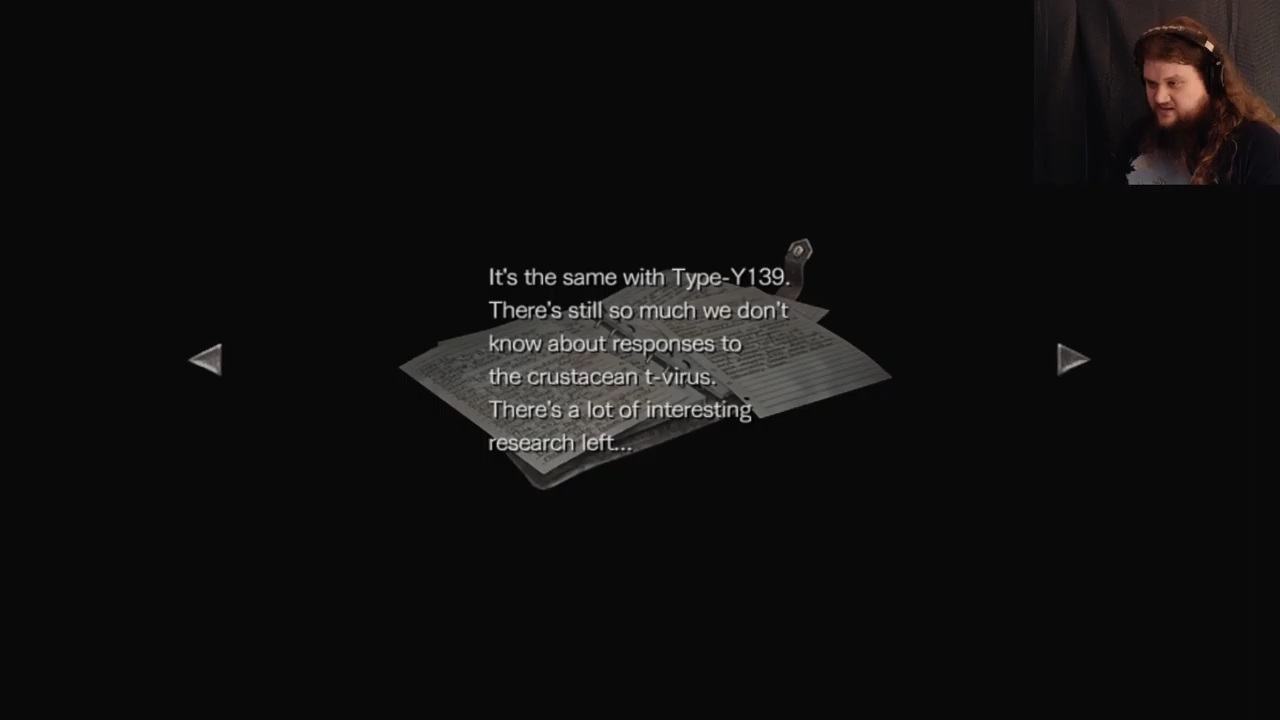 It's the same with Type-Y139.
There's still so much we don't
know about responses to
the crustacean t-virus.
There's a lot of interesting
research left...